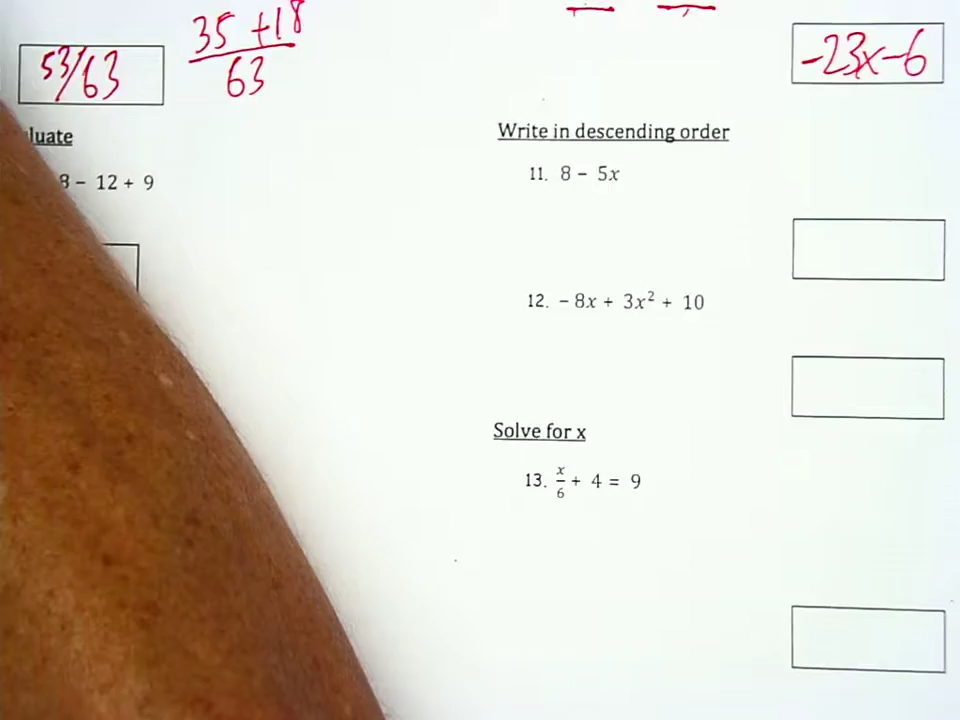 35 + 18
53/63
63
-23x-6
luate
8 - 12 + 9
Write in descending order
11. 8 - 5x
12. - 8x + 3x² + 10
Solve for x
13. x/6 + 4 = 9